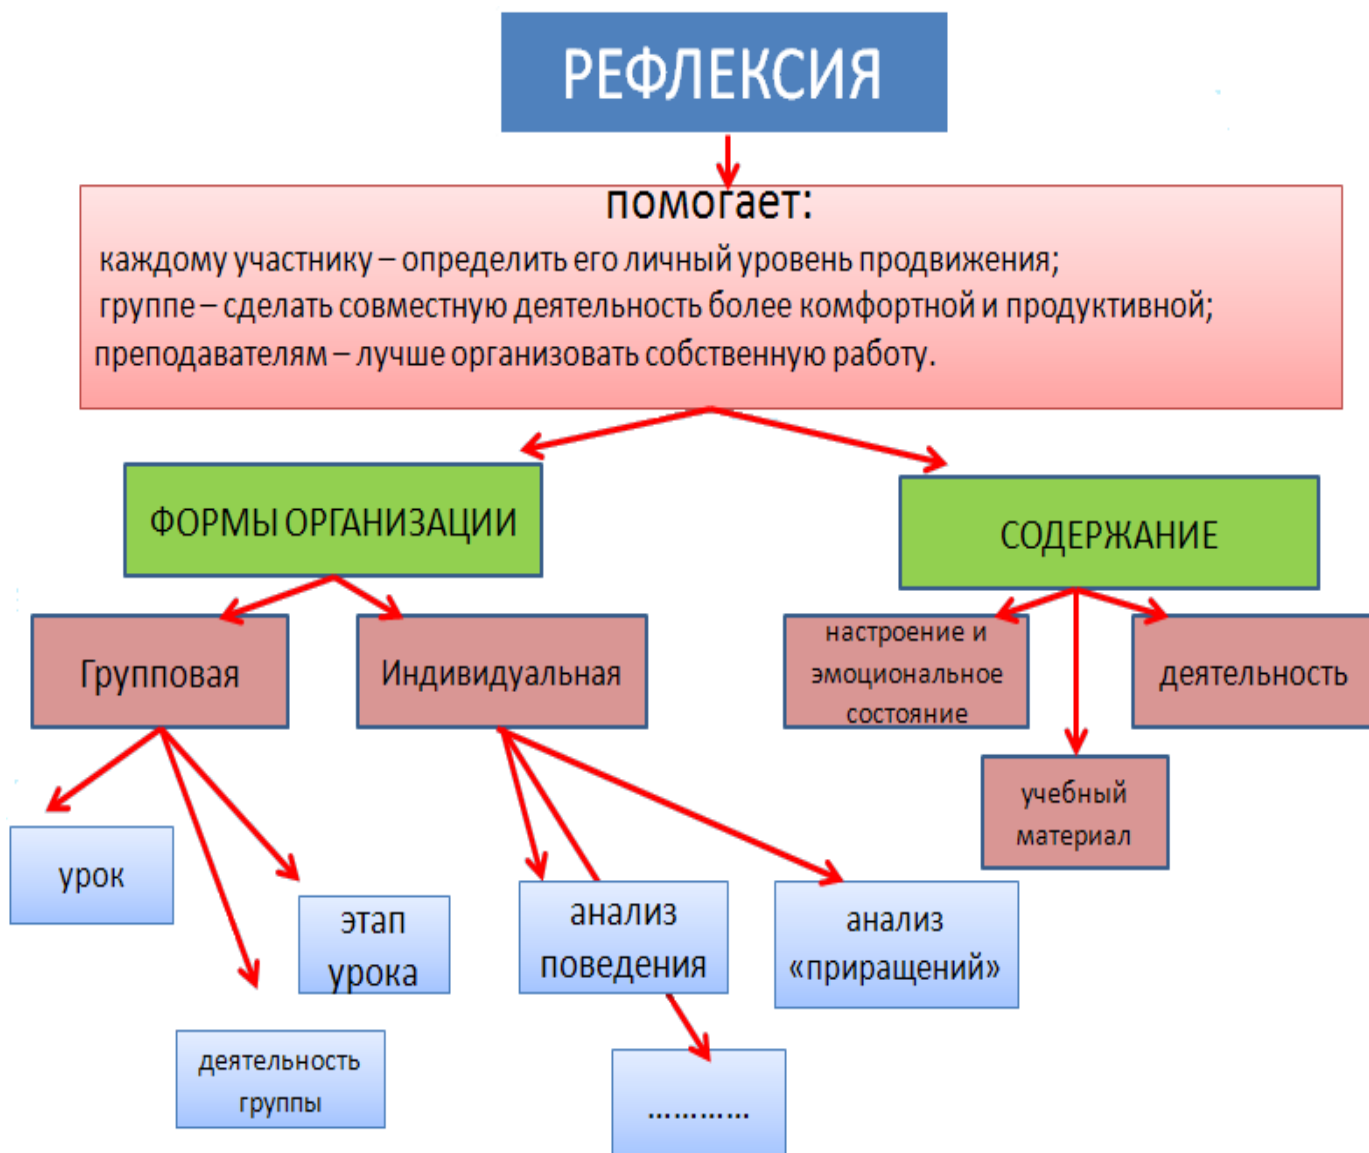 РЕФЛЕКСИЯ
помогает:
каждому участнику – определить его личный уровень продвижения;
группе – сделать совместную деятельность более комфортной и продуктивной;
преподавателям – лучше организовать собственную работу.
ФОРМЫ ОРГАНИЗАЦИИ
СОДЕРЖАНИЕ
Групповая
Индивидуальная
настроение и
эмоциональное
состояние
деятельность
учебный
материал
урок
этап
урока
анализ
поведения
анализ
«приращений»
деятельность
группы
…………